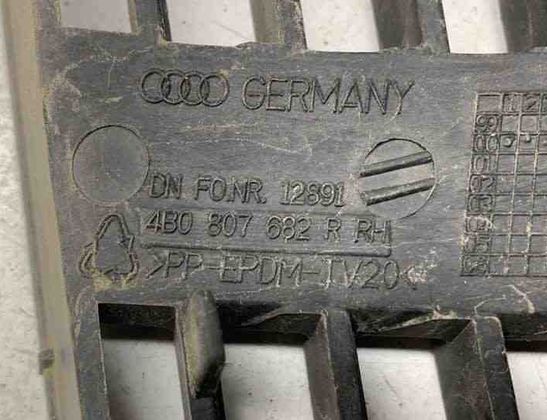 GERMANY
DN FO.NR. 12891
4B0 807 682 R RH
>PP-EPDM-TV20<